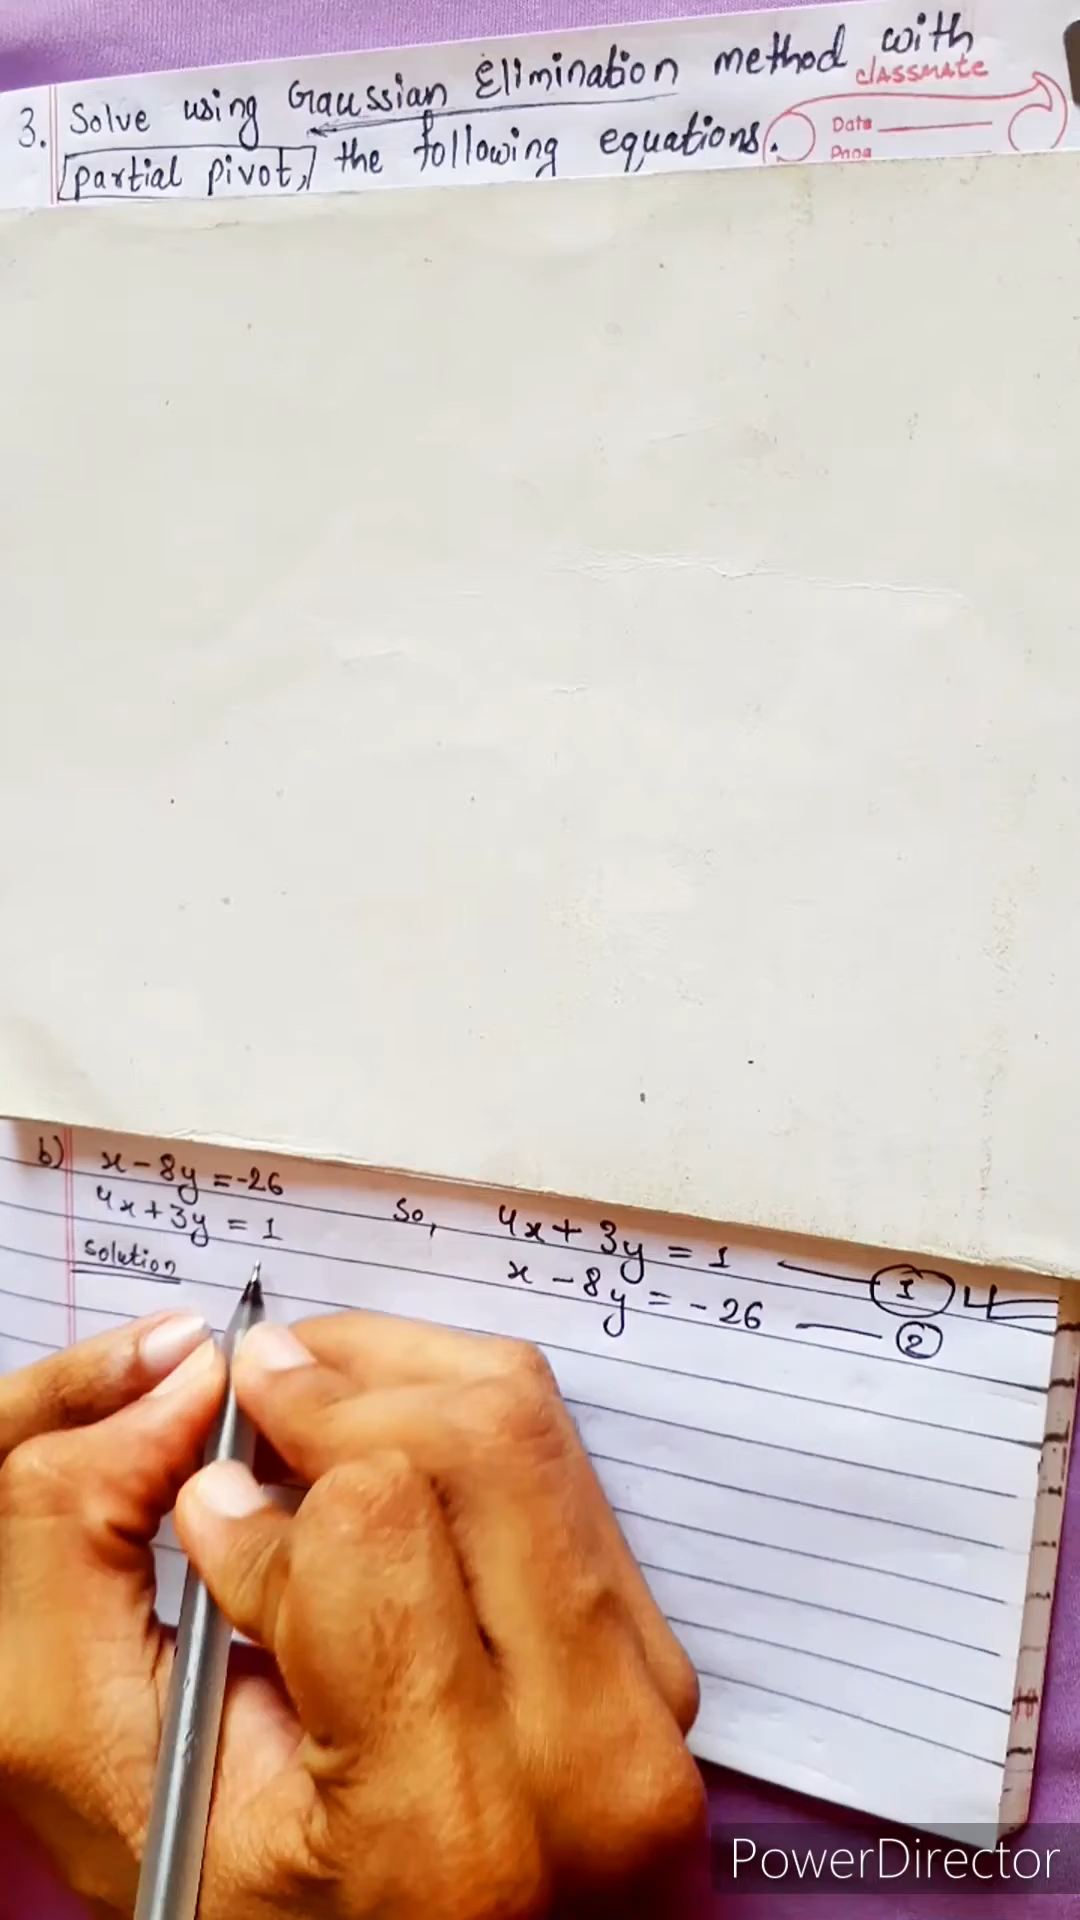 3. Solve using Gaussian Elimination method with
classmate
partial pivot, the following equations.
Date
Page
b) x - 8y = -26
4x + 3y = 1
So, 4x + 3y = 1 — 1
Solution
x - 8y = -26 — 2
PowerDirector